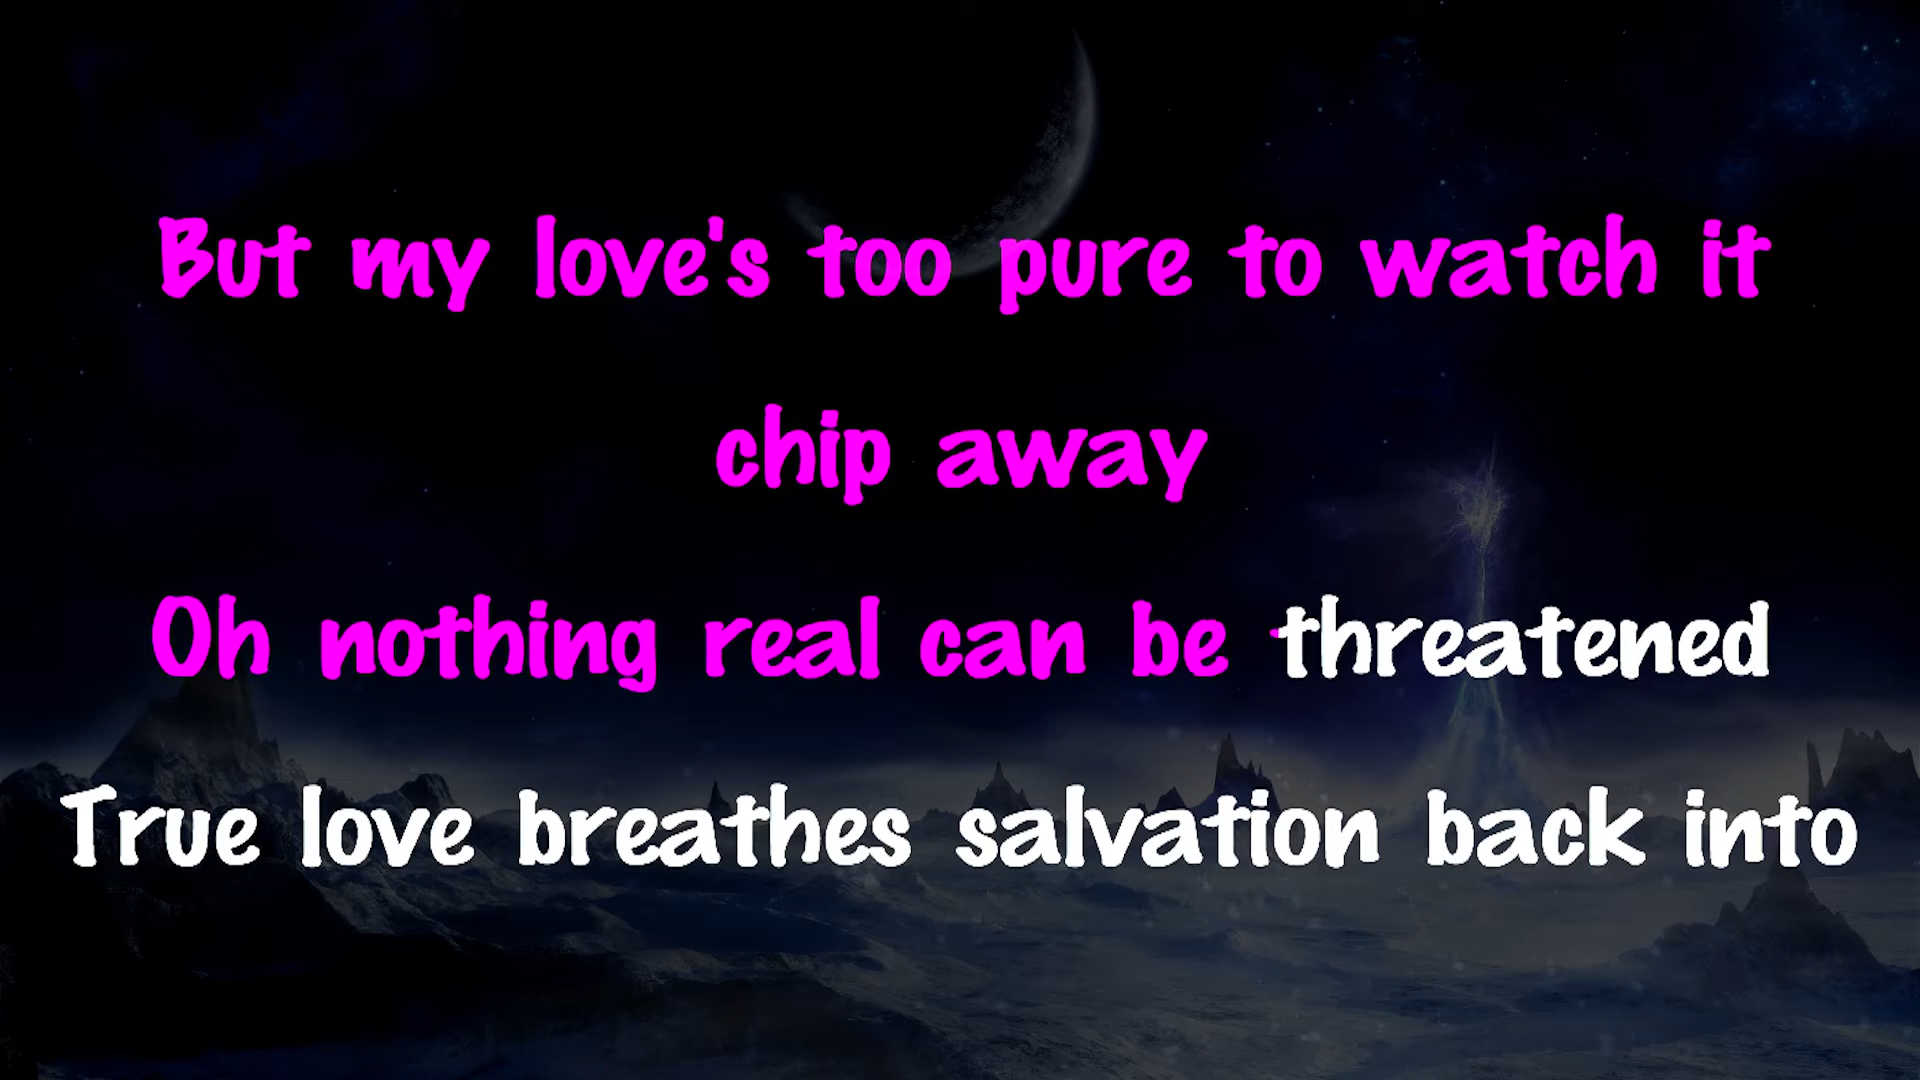 But my love's too pure to watch it
chip away
Oh nothing real can be threatened
True love breathes salvation back into